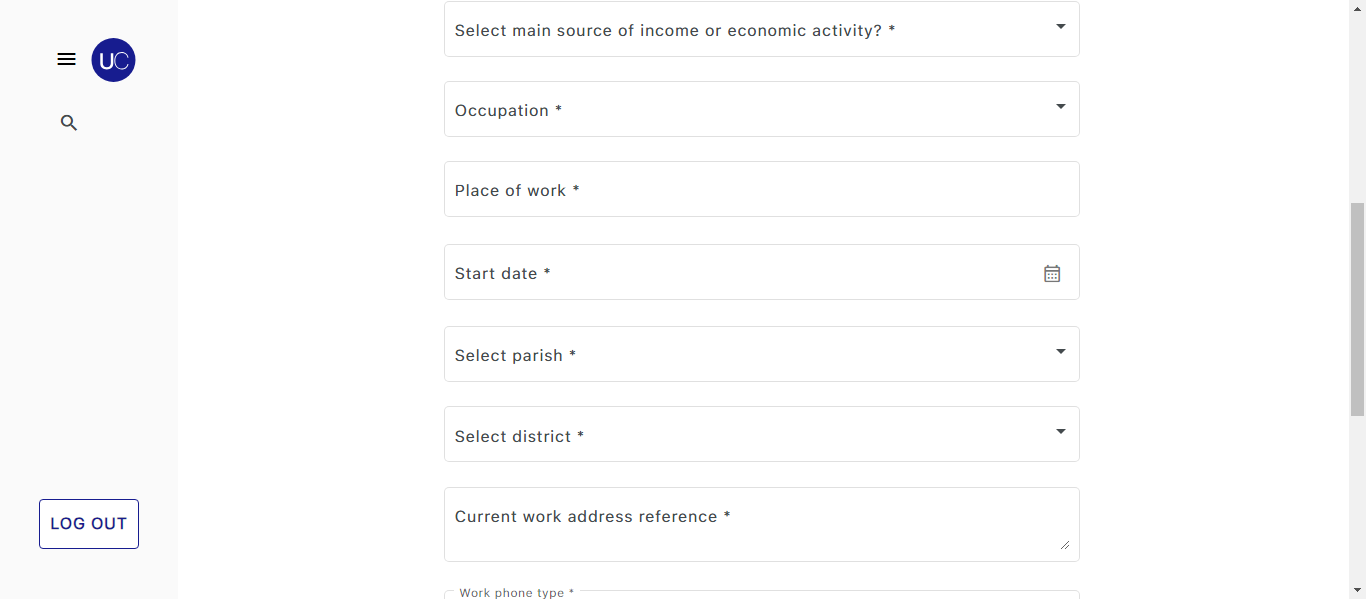 UC
Select main source of income or economic activity? *
Occupation *
Place of work *
Start date *
Select parish *
Select district *
Current work address reference *
LOG OUT
Work phone type *